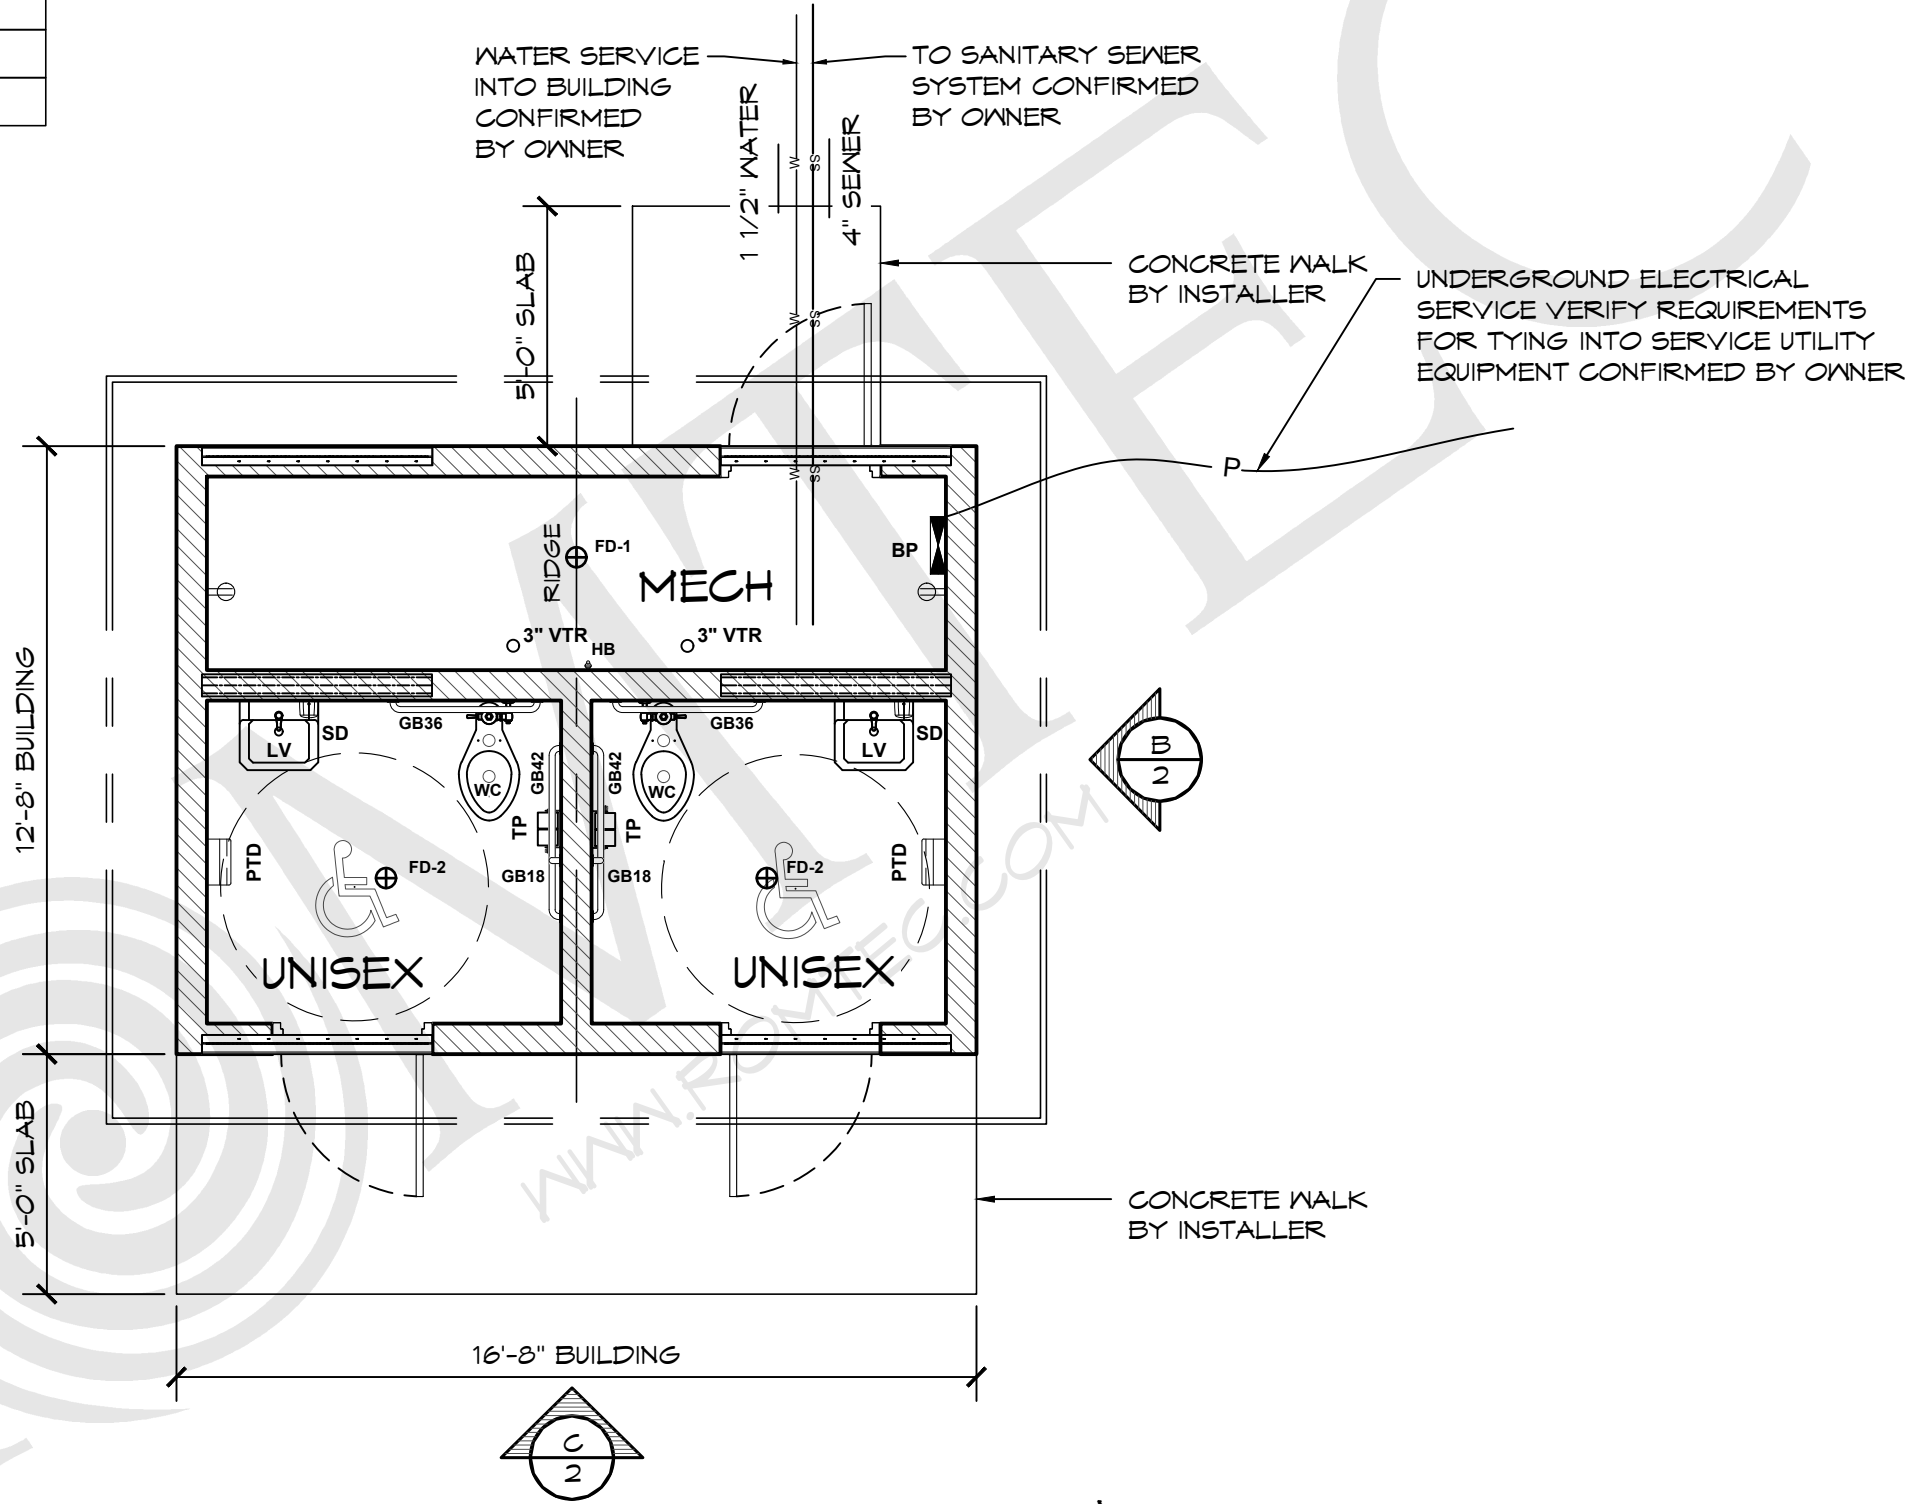 WATER SERVICE
INTO BUILDING
CONFIRMED
BY OWNER
TO SANITARY SEWER
SYSTEM CONFIRMED
BY OWNER
1 1/2" WATER
4" SEWER
W
SS
W
SS
W
SS
5'-0" SLAB
CONCRETE WALK
BY INSTALLER
UNDERGROUND ELECTRICAL
SERVICE VERIFY REQUIREMENTS
FOR TYING INTO SERVICE UTILITY
EQUIPMENT CONFIRMED BY OWNER
P
RIDGE
FD-1
MECH
BP
3" VTR
HB
3" VTR
12'-8" BUILDING
LV
SD
GB36
WC
GB42
TP
GB18
PTD
FD-2
UNISEX
GB36
WC
GB42
TP
GB18
LV
SD
PTD
FD-2
UNISEX
B
2
5'-0" SLAB
CONCRETE WALK
BY INSTALLER
16'-8" BUILDING
C
2
MTEC
WWW.ROMTEC.COM